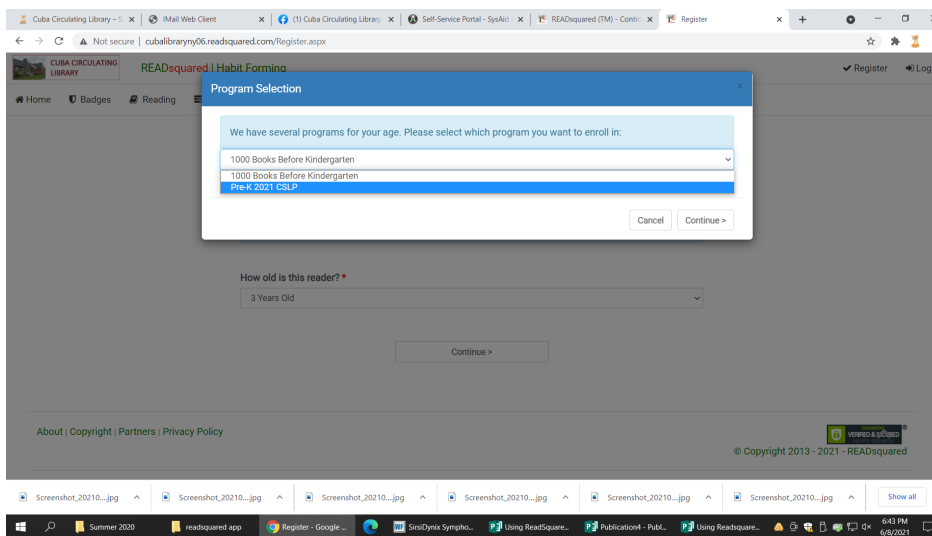 Cuba Circulating Library – S
IMail Web Client
(1) Cuba Circulating Library
Self-Service Portal - SysAid
READsquared (TM) - Contro
Register
Not secure | cubalibraryny06.readsquared.com/Register.aspx
CUBA CIRCULATING
LIBRARY
READsquared | Habit Forming
Register
Log
Home
Badges
Reading
Program Selection
We have several programs for your age. Please select which program you want to enroll in:
1000 Books Before Kindergarten
1000 Books Before Kindergarten
Pre-K 2021 CSLP
Cancel
Continue >
How old is this reader? *
3 Years Old
Continue >
About | Copyright | Partners | Privacy Policy
VERIFIED & SECURED
© Copyright 2013 - 2021 - READsquared
Screenshot_20210....jpg
Screenshot_20210....jpg
Screenshot_20210....jpg
Screenshot_20210....jpg
Screenshot_20210....jpg
Screenshot_20210....jpg
Show all
Summer 2020
readsquared app
Register - Google ...
SirsiDynix Sympho...
Using ReadSquare...
Publication4 - Publ...
Using Readsquare...
6:43 PM
6/8/2021